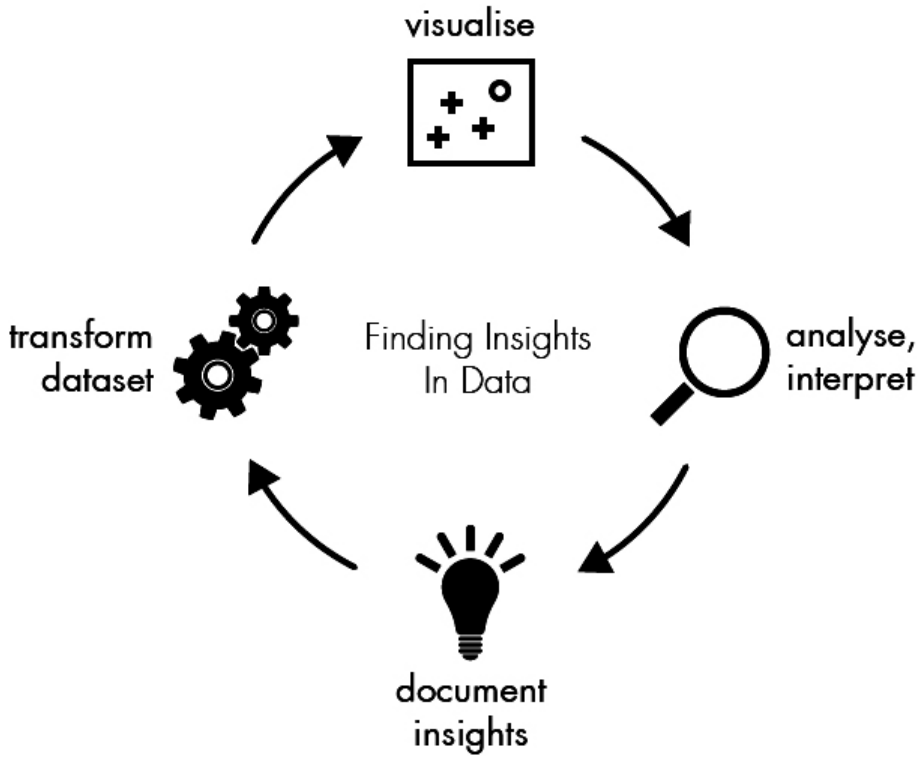 visualise
transform
dataset
Finding Insights
In Data
analyse,
interpret
document
insights